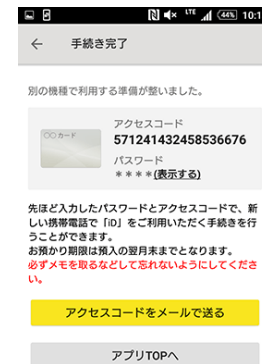 LTE 44% 10:1
← 手続き完了
別の機種で利用する準備が整いました。
〇〇 カード
アクセスコード
571241432458536676
パスワード
＊＊＊＊(表示する)
先ほど入力したパスワードとアクセスコードで、新
しい携帯電話で「iD」をご利用いただく手続きを行
うことができます。
お預かり期限は預入の翌月末までとなります。
必ずメモを取るなどして忘れないようにしてくださ
い。
アクセスコードをメールで送る
アプリTOPへ